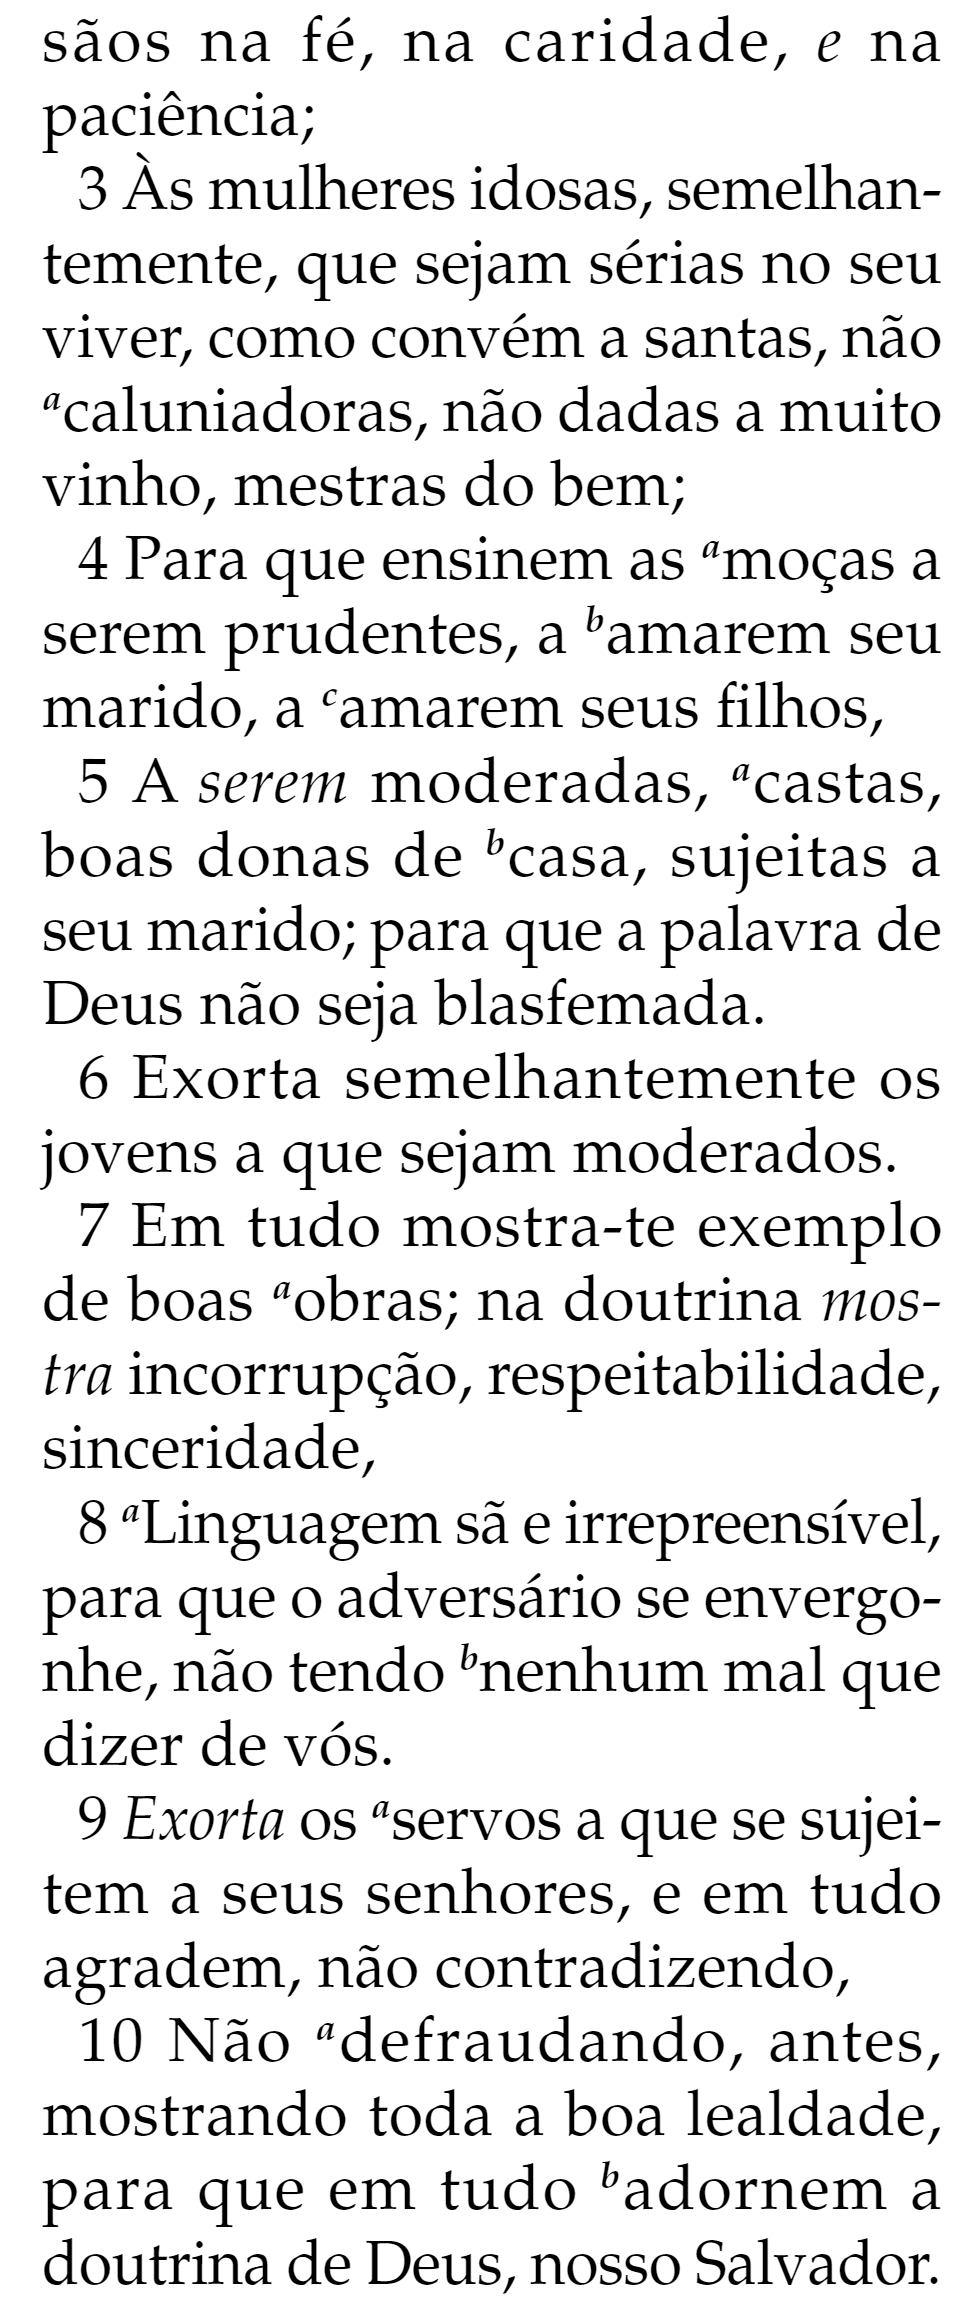 sãos na fé, na caridade, e na
paciência;
3 Às mulheres idosas, semelhan-
temente, que sejam sérias no seu
viver, como convém a santas, não
ᵃcaluniadoras, não dadas a muito
vinho, mestras do bem;
4 Para que ensinem as ᵃmoças a
serem prudentes, a ᵇamarem seu
marido, a ᶜamarem seus filhos,
5 A serem moderadas, ᵃcastas,
boas donas de ᵇcasa, sujeitas a
seu marido; para que a palavra de
Deus não seja blasfemada.
6 Exorta semelhantemente os
jovens a que sejam moderados.
7 Em tudo mostra-te exemplo
de boas ᵃobras; na doutrina mos-
tra incorrupção, respeitabilidade,
sinceridade,
8 ᵃLinguagem sã e irrepreensível,
para que o adversário se envergo-
nhe, não tendo ᵇnenhum mal que
dizer de vós.
9 Exorta os ᵃservos a que se sujei-
tem a seus senhores, e em tudo
agradem, não contradizendo,
10 Não ᵃdefraudando, antes,
mostrando toda a boa lealdade,
para que em tudo ᵇadornem a
doutrina de Deus, nosso Salvador.